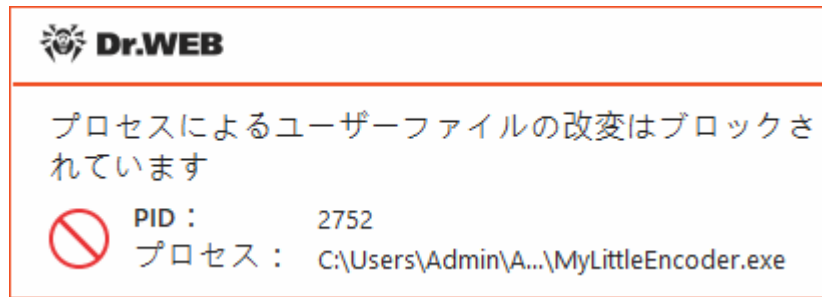 Dr.WEB
プロセスによるユーザーファイルの改変はブロックさ
れています
PID： 2752
プロセス： C:\Users\Admin\A...\MyLittleEncoder.exe